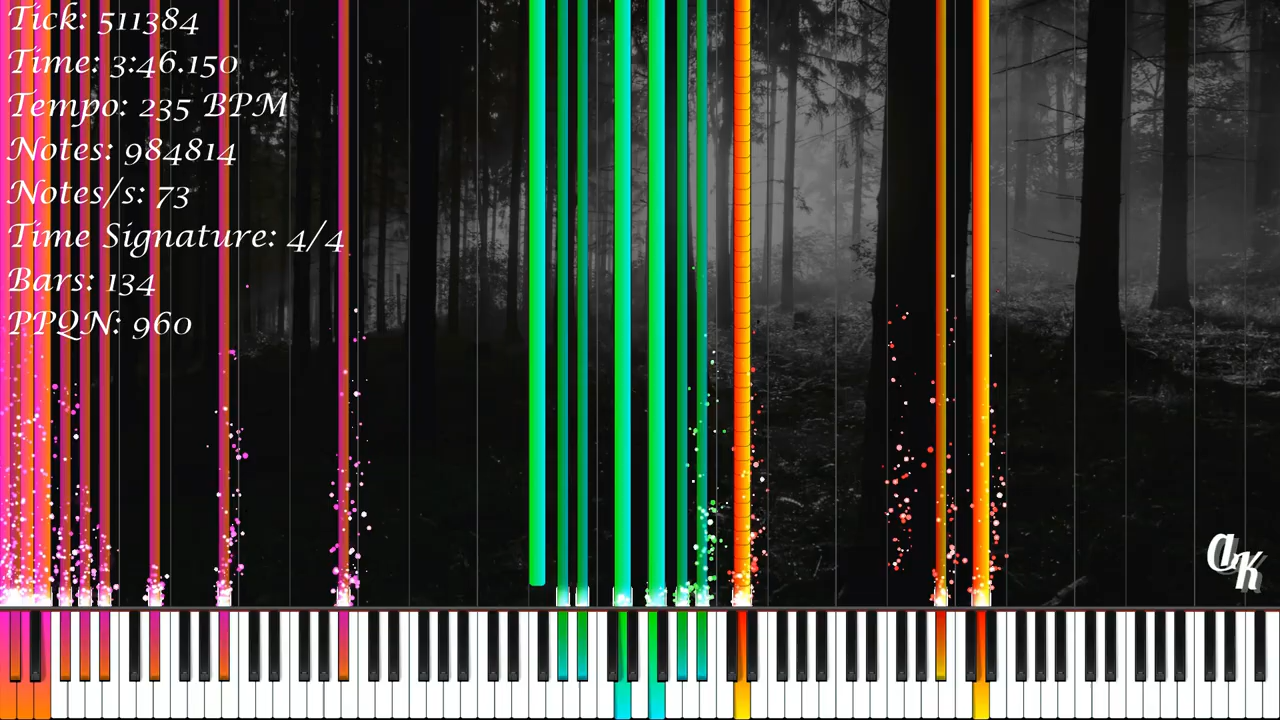 Tick: 511384
Time: 3:46.150
Tempo: 235 BPM
Notes: 984814
Notes/s: 73
Time Signature: 4/4
Bars: 134
PPQN: 960
aK